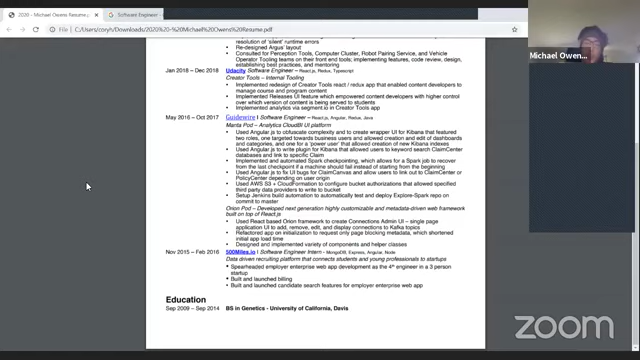 2020 - Michael Owens Resume.pdf
Software Engineer
File | C:/Users/coryh/Downloads/2020%20-%20Michael%20Owens%20Resume.pdf
resolution of 'silent' runtime errors
• Re-designed Argus' layout
• Consulted for Perception Tools, Computer Cluster, Robot Pairing Service, and Vehicle
Operator Tooling teams on their front end tools; implementing features, code review, design,
establishing best practices, and mentoring
Jan 2018 – Dec 2018 Udacity Software Engineer – React.js, Redux, Typescript
Creator Tools – Internal Tooling
• Implemented redesign of Creator Tools react / redux app that enabled content developers to
manage course and program content
• Implemented Releases UI feature which empowered content developers with higher control
over which version of content is being served to students
• Implemented analytics via segment.io in Creator Tools app
May 2016 – Oct 2017 Guidewire | Software Engineer – React.js, Angular, Redux, Java
Manta Pod – Analytics CloudBI UI platform
• Used Angular.js to obfuscate complexity and to create wrapper UI for Kibana that featured
two roles, one targeted towards business users and allowed creation and edit of dashboards
and categories, and one for a 'power user' that allowed creation of new Kibana indexes
• Used Angular.js to write plugin for Kibana that allowed users to keyword search ClaimCenter
databases and linking to specific Claim
• Implemented and automated Spark checkpointing, which allows for a Spark job to recover
from the last checkpoint if a machine should fail instead of starting from the beginning
• Used Angular.js to fix UI bugs for ClaimCanvas and allow users to link out to ClaimCenter or
PolicyCenter depending on user origin
• Used AWS S3 + CloudFormation to configure bucket authorizations that allowed specified
third party data providers to write to bucket
• Setup Jenkins build automation to automatically test and deploy Explore-Spark repo on
commit to master
Orion Pod – Developed next generation highly customizable and metadata-driven web framework
built on top of React.js
• Used React based Orion framework to create Connections Admin UI – single page
application UI to add, remove, edit, and display connections to Kafka topics
• Refactored app on initialization to request only page blocking metadata, which shortened
initial app load time
• Designed and implemented variety of components and helper classes
Nov 2015 – Feb 2016 500Miles.io | Software Engineer Intern – MongoDB, Express, Angular, Node
Data driven recruiting platform that connects students and young professionals to startups
• Spearheaded employer enterprise web app development as the 4th engineer in a 3 person
startup
• Built and launched billing
• Built and launched candidate search features for employer enterprise web app
Education
Sep 2009 – Sep 2014 BS in Genetics - University of California, Davis
Michael Owen...
zoom